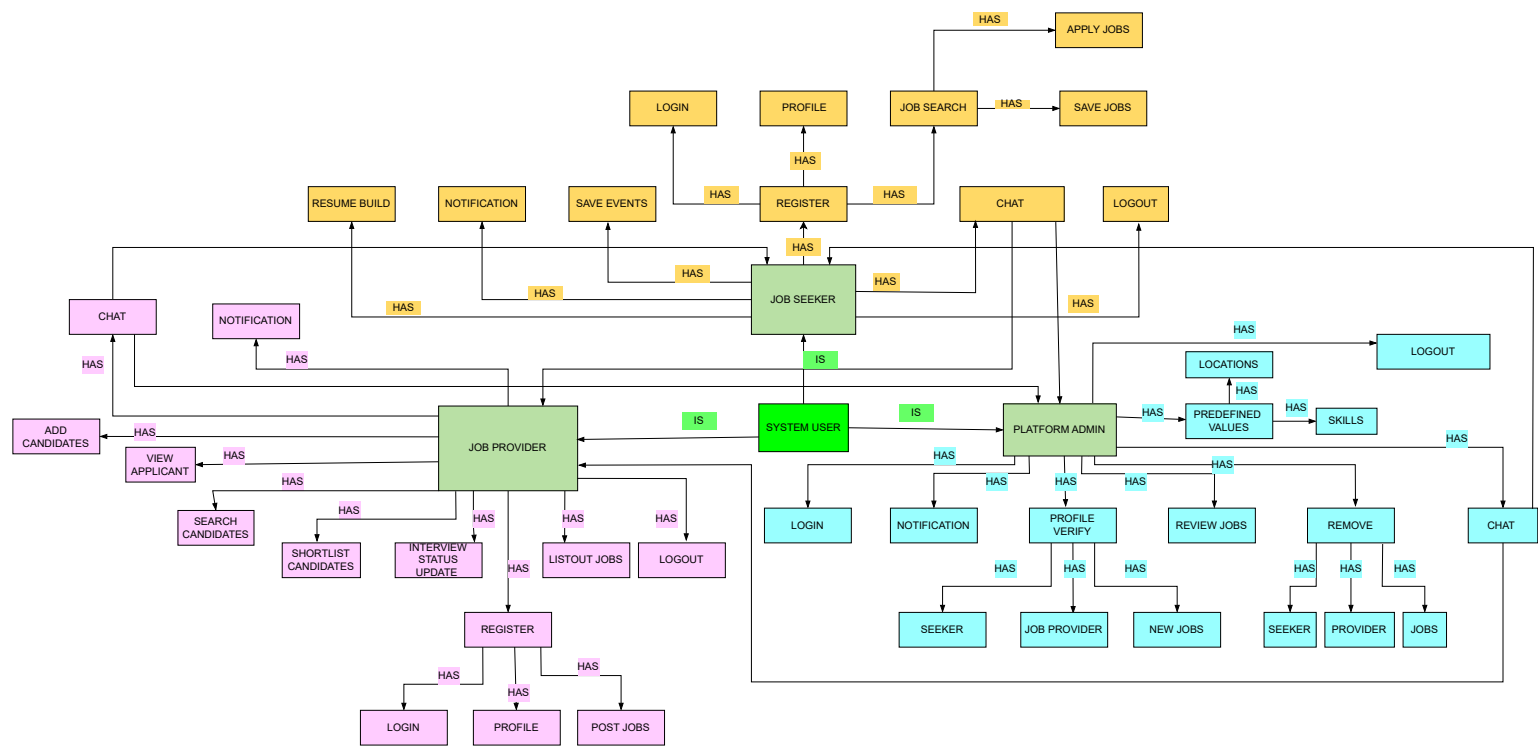 HAS
APPLY JOBS
LOGIN
PROFILE
JOB SEARCH
HAS
SAVE JOBS
HAS
RESUME BUILD
NOTIFICATION
SAVE EVENTS
HAS
REGISTER
HAS
CHAT
LOGOUT
HAS
HAS
HAS
HAS
HAS
HAS
HAS
JOB SEEKER
CHAT
NOTIFICATION
HAS
HAS
IS
HAS
LOGOUT
LOCATIONS
HAS
HAS
ADD
CANDIDATES
HAS
JOB PROVIDER
IS
SYSTEM USER
IS
PLATFORM ADMIN
HAS
PREDEFINED
VALUES
HAS
SKILLS
VIEW
APPLICANT
HAS
HAS
HAS
HAS
HAS
HAS
HAS
HAS
SEARCH
CANDIDATES
HAS
HAS
HAS
HAS
LOGIN
NOTIFICATION
PROFILE
VERIFY
REVIEW JOBS
REMOVE
CHAT
SHORTLIST
CANDIDATES
INTERVIEW
STATUS
UPDATE
LISTOUT JOBS
LOGOUT
HAS
HAS
HAS
HAS
HAS
HAS
HAS
REGISTER
SEEKER
JOB PROVIDER
NEW JOBS
SEEKER
PROVIDER
JOBS
HAS
HAS
HAS
LOGIN
PROFILE
POST JOBS